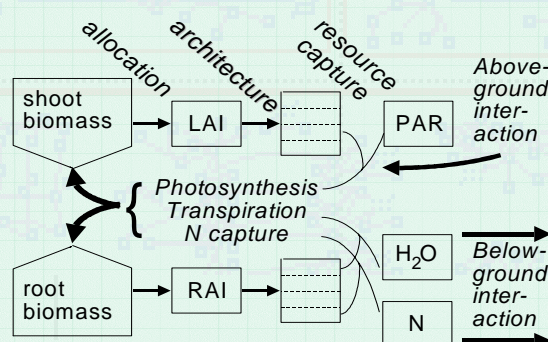 allocation
architecture
resource
capture
Above-
ground
inter-
action
shoot
biomass
LAI
PAR
Photosynthesis
Transpiration
N capture
{
root
biomass
RAI
H2O
N
Below-
ground
inter-
action